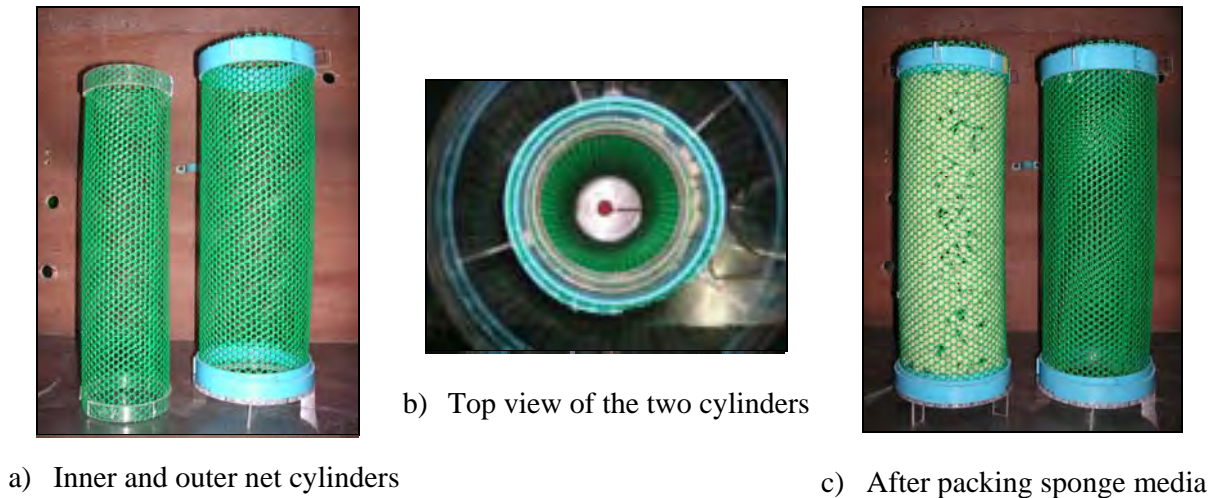 b) Top view of the two cylinders
a) Inner and outer net cylinders
c) After packing sponge media